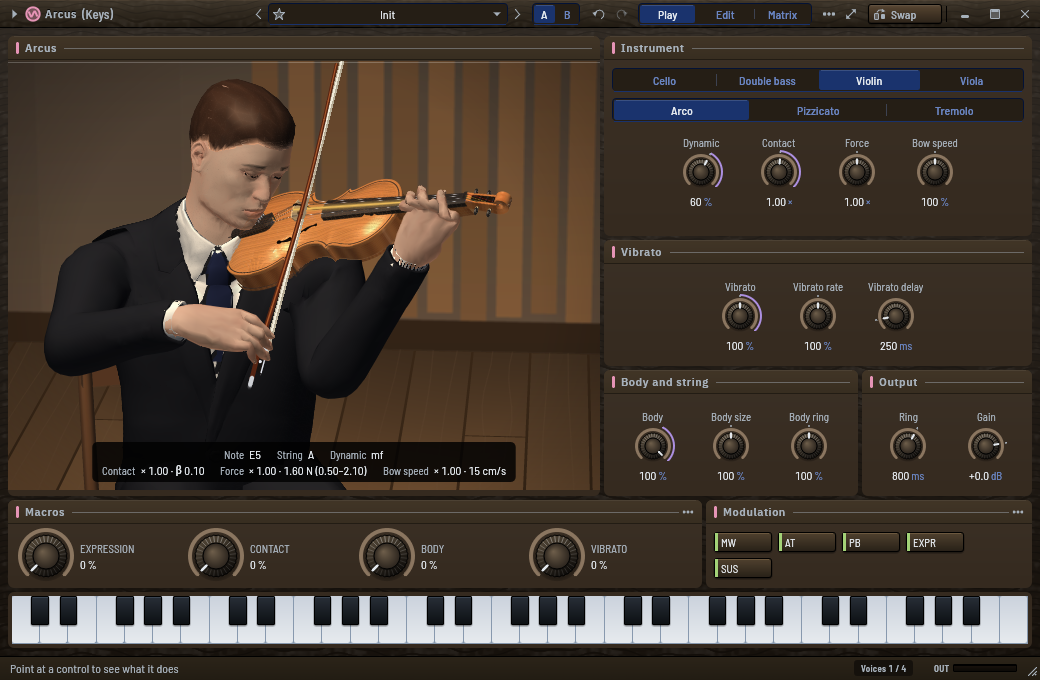 Arcus (Keys)
Init
A B
Play Edit Matrix
Swap
Arcus
Note E5 String A Dynamic mf
Contact × 1.00 · β 0.10 Force × 1.00 · 1.60 N (0.50–2.10) Bow speed × 1.00 · 15 cm/s
Instrument
Cello Double bass Violin Viola
Arco Pizzicato Tremolo
Dynamic Contact Force Bow speed
60 % 1.00 × 1.00 × 100 %
Vibrato
Vibrato Vibrato rate Vibrato delay
100 % 100 % 250 ms
Body and string
Body Body size Body ring
100 % 100 % 100 %
Output
Ring Gain
800 ms +0.0 dB
Macros
EXPRESSION
0 %
CONTACT
0 %
BODY
0 %
VIBRATO
0 %
Modulation
MW AT PB EXPR
SUS
Point at a control to see what it does
Voices 1 / 4
OUT